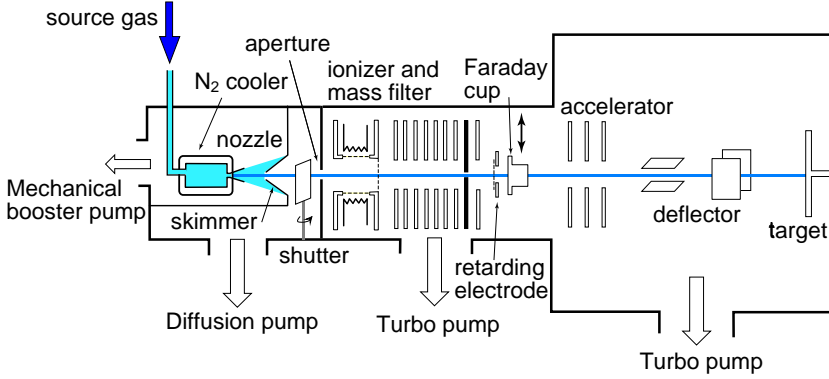 source gas
aperture
N2 cooler
ionizer and
mass filter
Faraday
cup
accelerator
nozzle
Mechanical
booster pump
skimmer
shutter
retarding
electrode
deflector
target
Diffusion pump
Turbo pump
Turbo pump